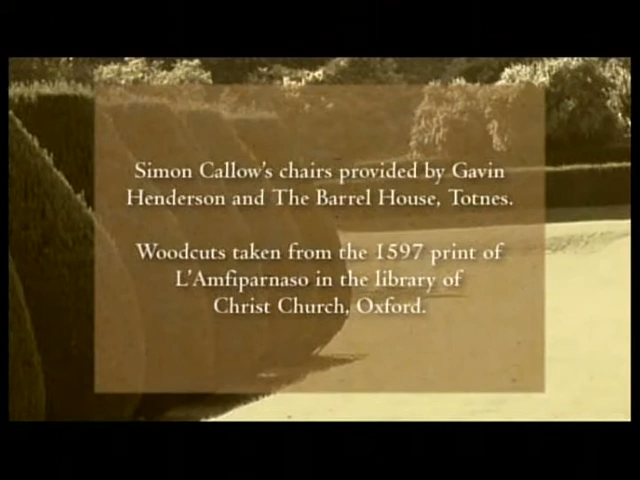 Simon Callow's chairs provided by Gavin
Henderson and The Barrel House, Totnes.
Woodcuts taken from the 1597 print of
L'Amfiparnaso in the library of
Christ Church, Oxford.